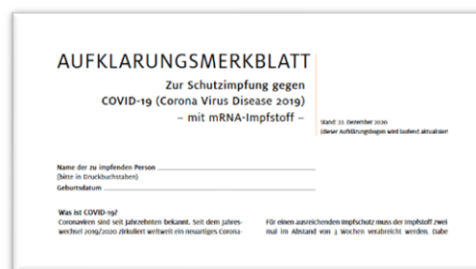 AUFKLÄRUNGSMERKBLATT
Zur Schutzimpfung gegen
COVID-19 (Corona Virus Disease 2019)
– mit mRNA-Impfstoff –
Stand: 22. Dezember 2020
(dieser Aufklärungsbogen wird laufend aktualisiert
Name der zu impfenden Person
(bitte in Druckbuchstaben)
Geburtsdatum
Was ist COVID-19?
Coronaviren sind seit Jahrzehnten bekannt. Seit dem Jahres-
wechsel 2019/2020 zirkuliert weltweit ein neuartiges Corona-
Für einen ausreichenden Impfschutz muss der Impfstoff zwei
mal im Abstand von 3 Wochen verabreicht werden. Dabe